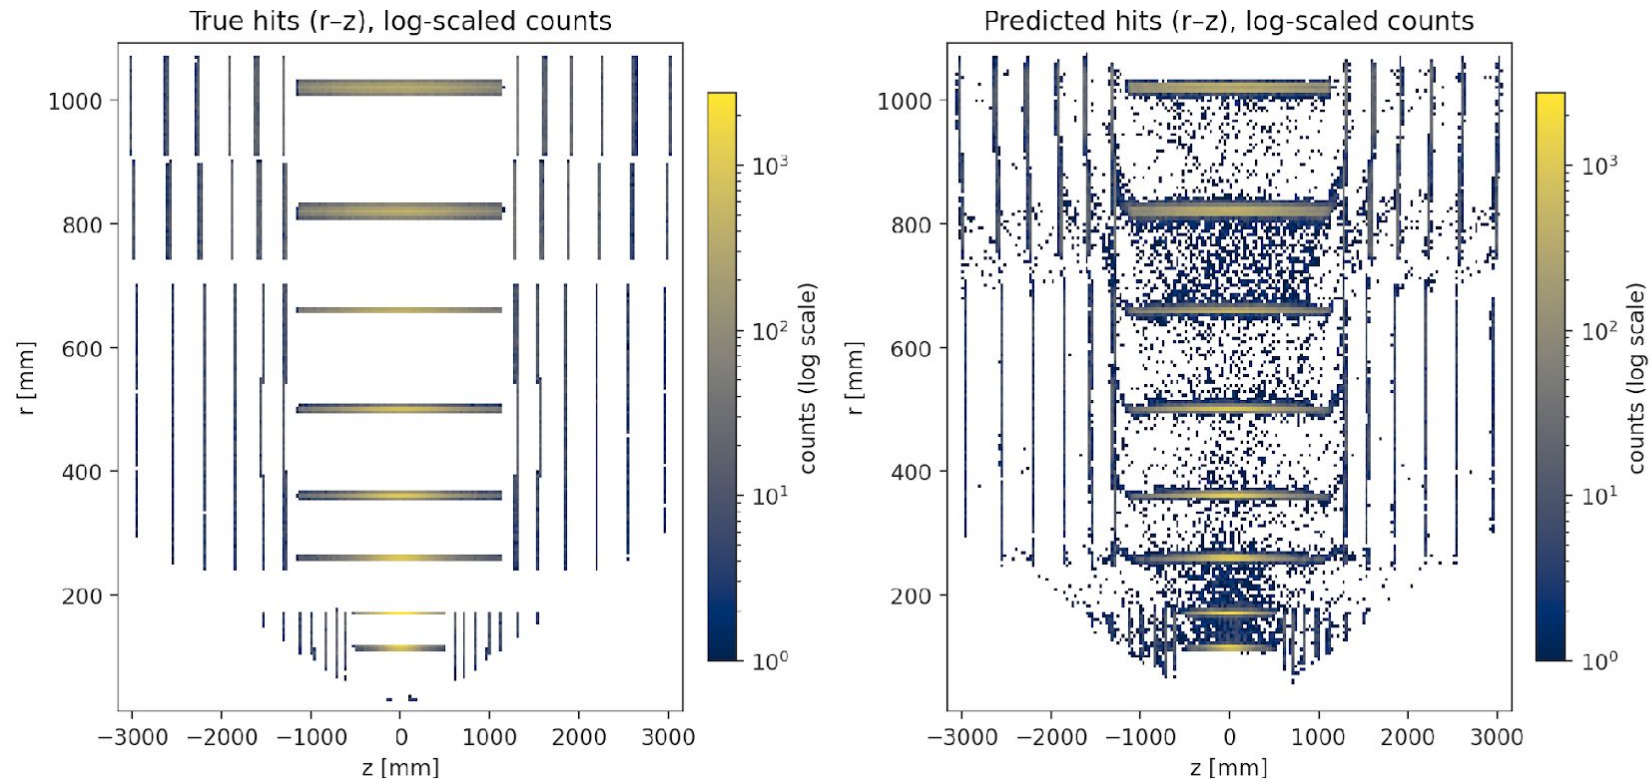 True hits (r–z), log-scaled counts
1000
800
600
400
200
r [mm]
−3000 −2000 −1000 0 1000 2000 3000
z [mm]
10³
10²
10¹
10⁰
counts (log scale)
Predicted hits (r–z), log-scaled counts
1000
800
600
400
200
r [mm]
−3000 −2000 −1000 0 1000 2000 3000
z [mm]
10³
10²
10¹
10⁰
counts (log scale)